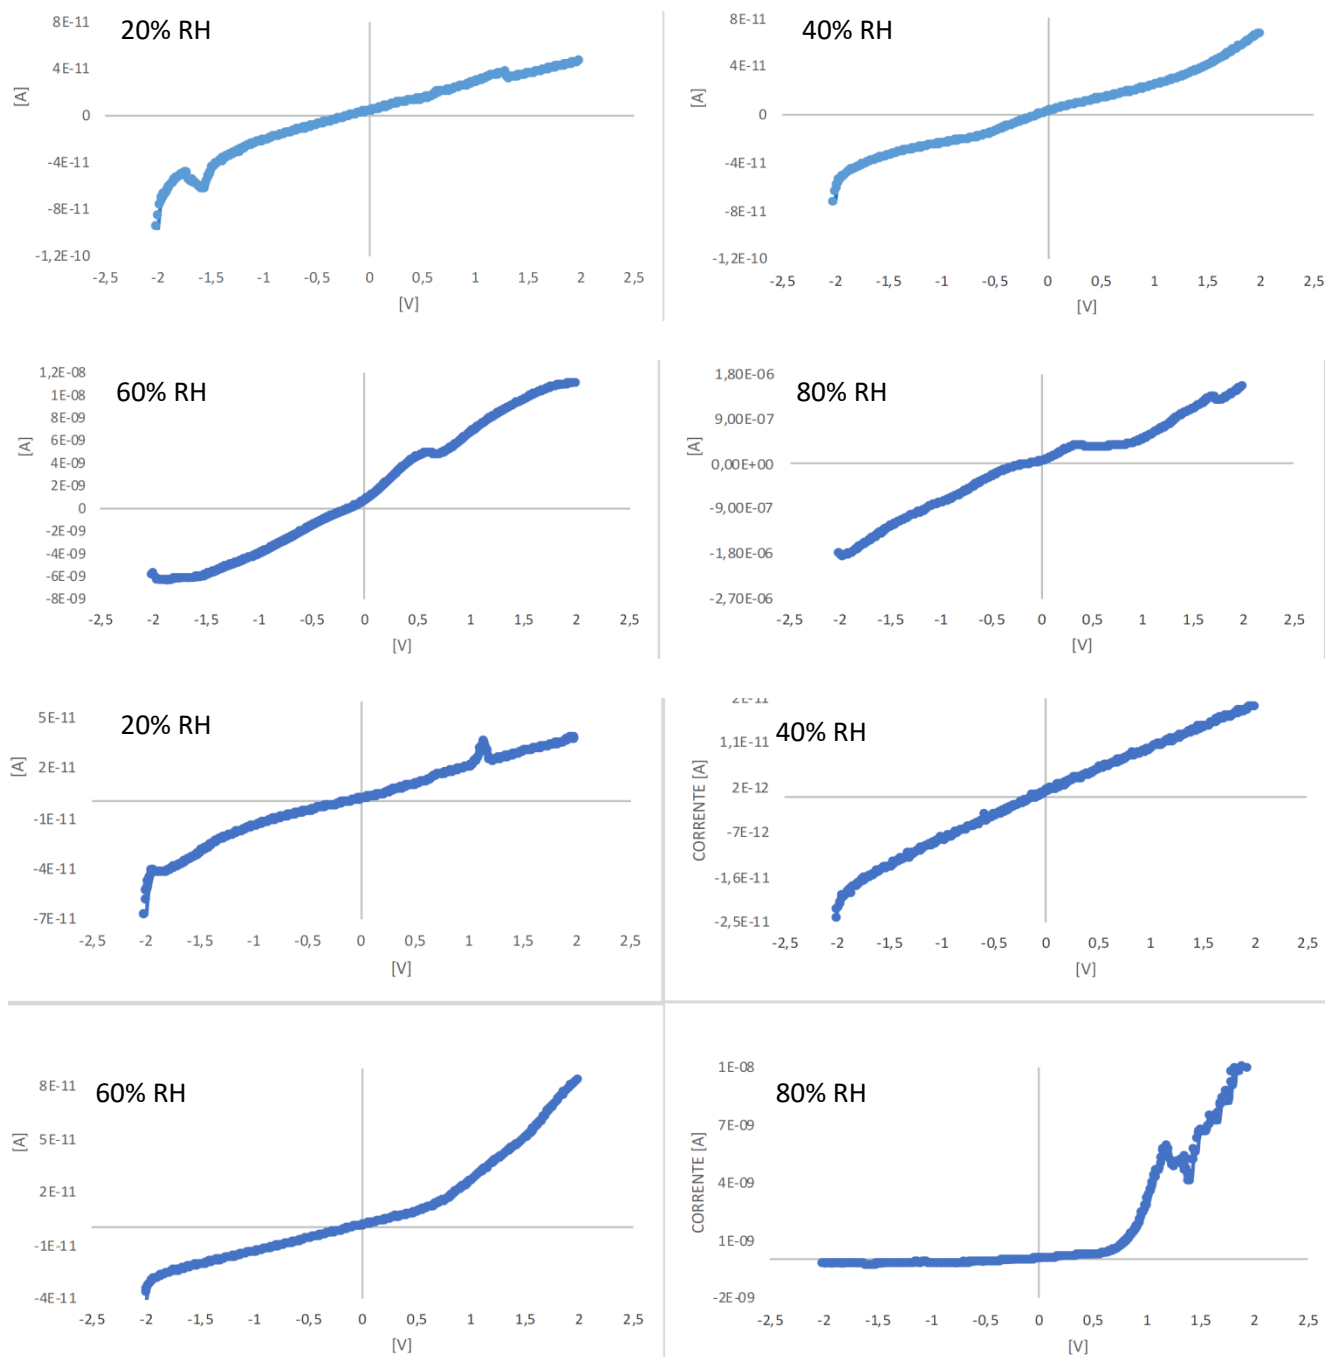 20% RH
8E-11
4E-11
0
-4E-11
-8E-11
-1,2E-10
[A]
-2,5 -2 -1,5 -1 -0,5 0 0,5 1 1,5 2 2,5
[V]
40% RH
8E-11
4E-11
0
-4E-11
-8E-11
-1,2E-10
[A]
-2,5 -2 -1,5 -1 -0,5 0 0,5 1 1,5 2 2,5
[V]
60% RH
1,2E-08
1E-08
8E-09
6E-09
4E-09
2E-09
0
-2E-09
-4E-09
-6E-09
-8E-09
[A]
-2,5 -2 -1,5 -1 -0,5 0 0,5 1 1,5 2 2,5
[V]
80% RH
1,80E-06
9,00E-07
0,00E+00
-9,00E-07
-1,80E-06
-2,70E-06
[A]
-2,5 -2 -1,5 -1 -0,5 0 0,5 1 1,5 2 2,5
[V]
20% RH
5E-11
2E-11
-1E-11
-4E-11
-7E-11
[A]
-2,5 -2 -1,5 -1 -0,5 0 0,5 1 1,5 2 2,5
[V]
40% RH
2E-11
1,1E-11
2E-12
-7E-12
-1,6E-11
-2,5E-11
CORRENTE [A]
-2,5 -2 -1,5 -1 -0,5 0 0,5 1 1,5 2 2,5
[V]
60% RH
8E-11
5E-11
2E-11
-1E-11
-4E-11
[A]
-2,5 -2 -1,5 -1 -0,5 0 0,5 1 1,5 2 2,5
[V]
80% RH
1E-08
7E-09
4E-09
1E-09
-2E-09
CORRENTE [A]
-2,5 -2 -1,5 -1 -0,5 0 0,5 1 1,5 2 2,5
[V]